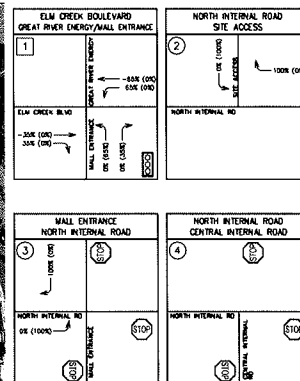 ELM CREEK BOULEVARD
GREAT RIVER ENERGY/MALL ENTRANCE
1
GREAT RIVER ENERGY
-65% (0%)
65% (0%)
ELM CREEK BLVD
-35% (0%)
35% (0%)
MALL ENTRANCE
0% (65%)
0% (35%)
NORTH INTERNAL ROAD
SITE ACCESS
2
0% (100%)
SITE ACCESS
-100% (0%
NORTH INTERNAL RD
MALL ENTRANCE
NORTH INTERNAL ROAD
3
100% (0%)
STOP
NORTH INTERNAL RD
0% (100%)
STOP
STOP
MALL ENTRANCE
NORTH INTERNAL ROAD
CENTRAL INTERNAL ROAD
4
STOP
NORTH INTERNAL RD
STOP
STOP
CENTRAL INTERNAL
RD